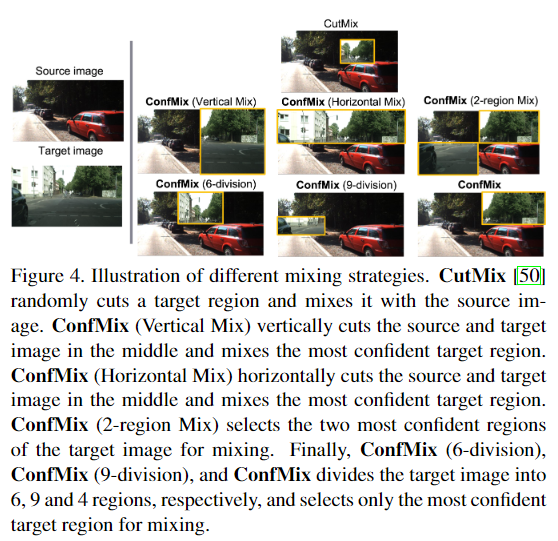 CutMix
Source image
ConfMix (Vertical Mix) ConfMix (Horizontal Mix) ConfMix (2-region Mix)
Target image
ConfMix (6-division) ConfMix (9-division) ConfMix
Figure 4. Illustration of different mixing strategies. CutMix [50]
randomly cuts a target region and mixes it with the source im-
age. ConfMix (Vertical Mix) vertically cuts the source and target
image in the middle and mixes the most confident target region.
ConfMix (Horizontal Mix) horizontally cuts the source and target
image in the middle and mixes the most confident target region.
ConfMix (2-region Mix) selects the two most confident regions
of the target image for mixing. Finally, ConfMix (6-division),
ConfMix (9-division), and ConfMix divides the target image into
6, 9 and 4 regions, respectively, and selects only the most confident
target region for mixing.